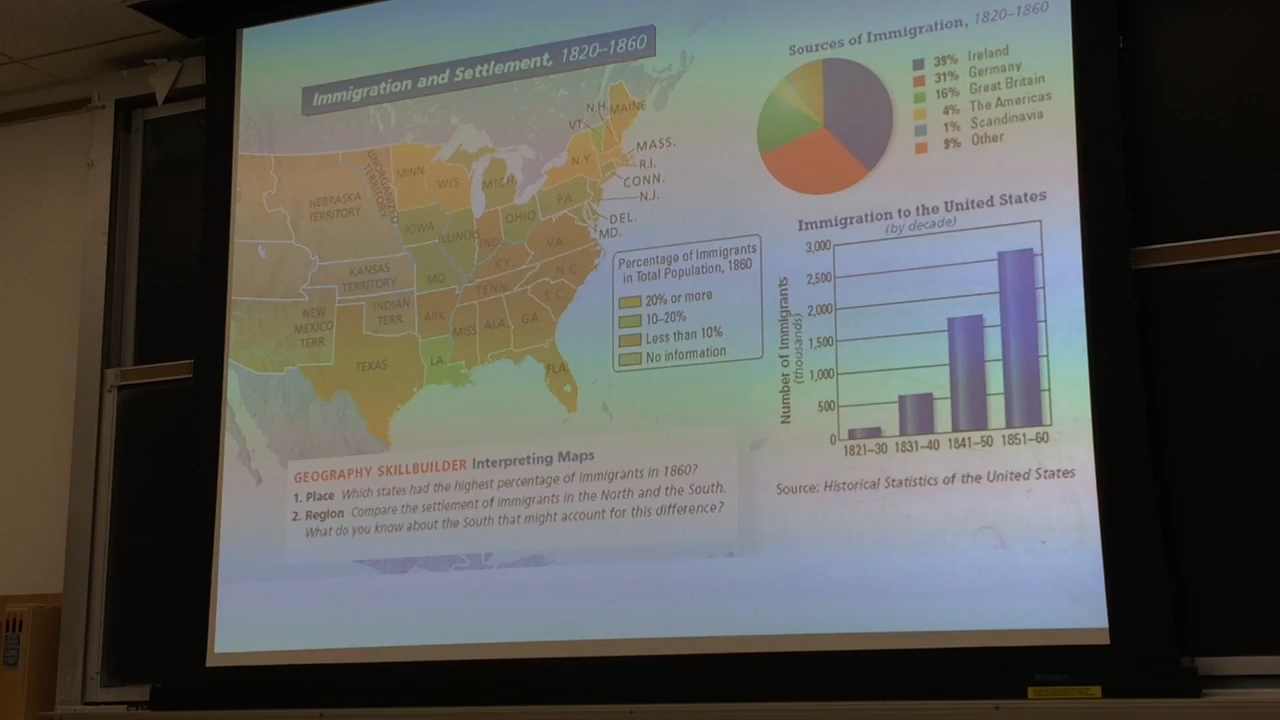 Immigration and Settlement, 1820–1860
N.H.
MAINE
VT.
MASS.
R.I.
CONN.
N.J.
DEL.
MD.
N.Y.
PA.
MINN.
WIS.
MICH.
UNORGANIZED
TERRITORY
NEBRASKA
TERRITORY
IOWA
ILLINOIS
IND.
OHIO
VA.
KANSAS
TERRITORY
MO.
KY.
N.C.
TENN.
S.C.
NEW
MEXICO
TERR.
INDIAN
TERR.
ARK.
MISS.
ALA.
GA.
TEXAS
LA.
FLA.
Percentage of Immigrants
in Total Population, 1860
20% or more
10–20%
Less than 10%
No information
GEOGRAPHY SKILLBUILDER Interpreting Maps
1. Place Which states had the highest percentage of immigrants in 1860?
2. Region Compare the settlement of immigrants in the North and the South.
What do you know about the South that might account for this difference?
Sources of Immigration, 1820–1860
39% Ireland
31% Germany
16% Great Britain
4% The Americas
1% Scandinavia
9% Other
Immigration to the United States
(by decade)
Number of Immigrants
(thousands)
3,000
2,500
2,000
1,500
1,000
500
0
1821–30 1831–40 1841–50 1851–60
Source: Historical Statistics of the United States